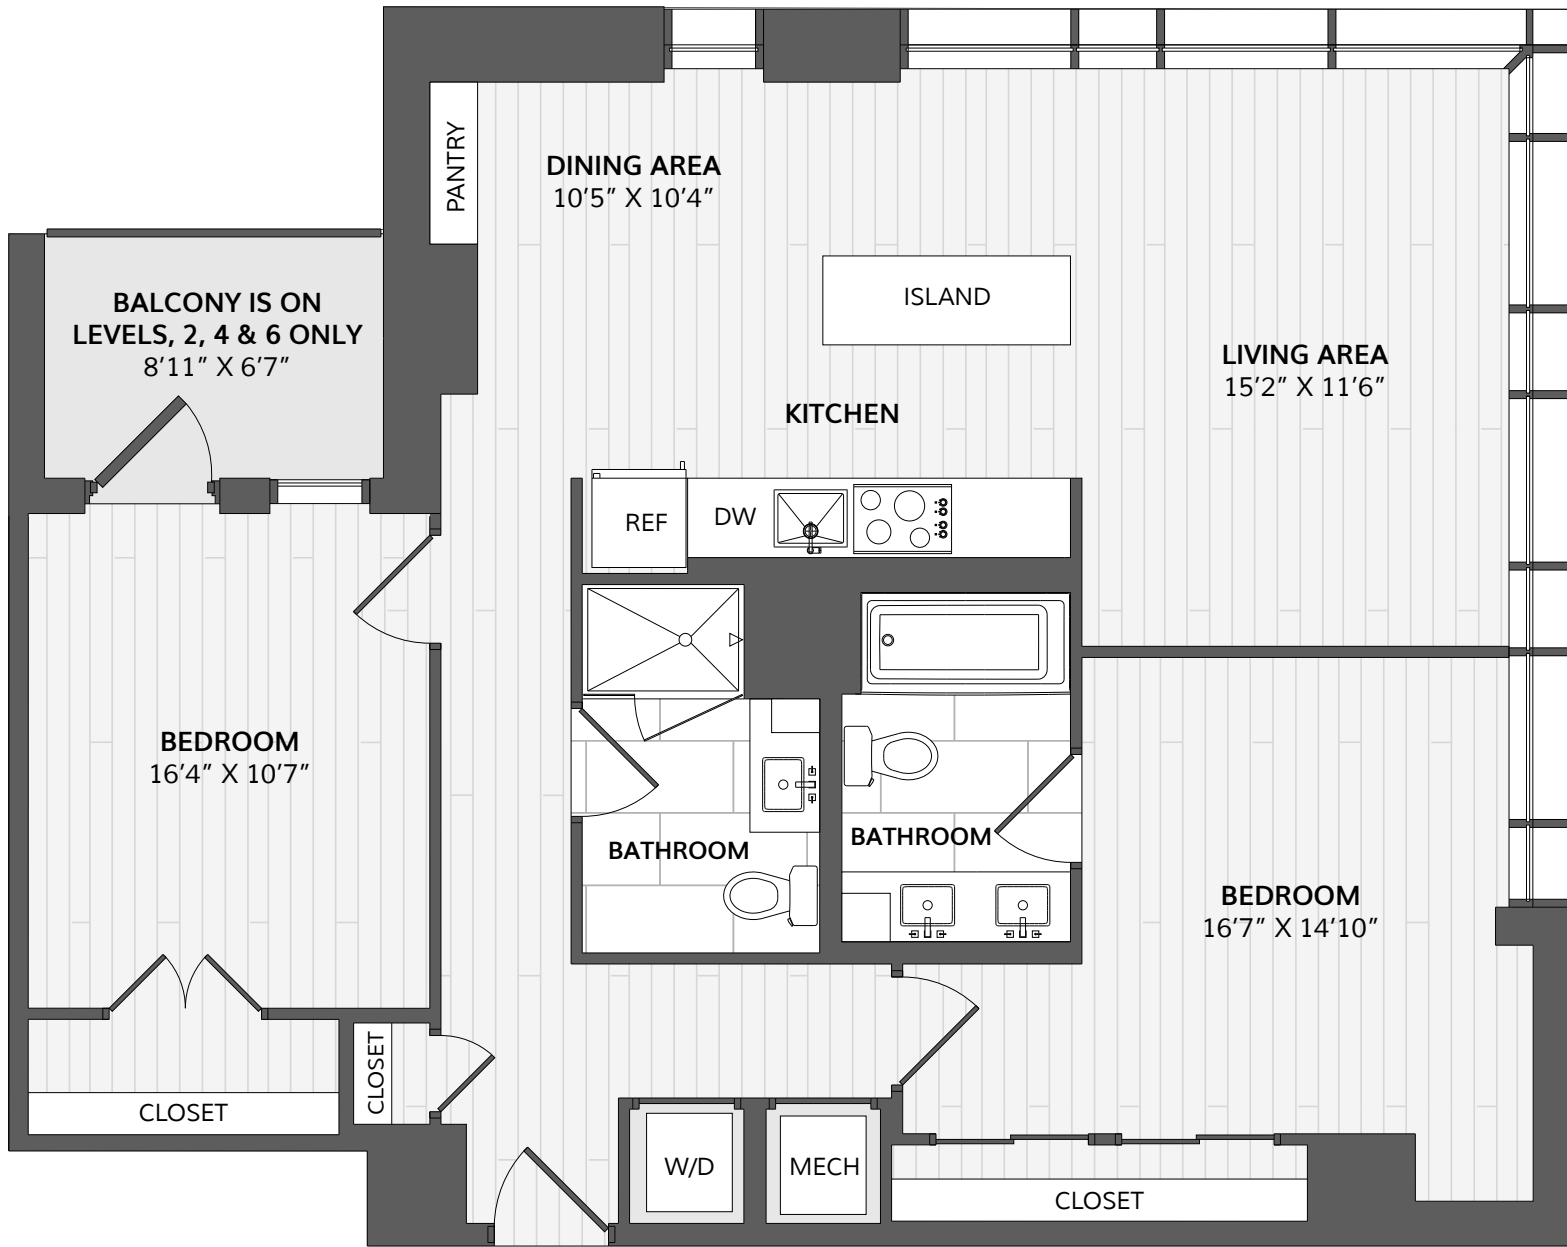 PANTRY
DINING AREA
10'5" X 10'4"
BALCONY IS ON
LEVELS, 2, 4 & 6 ONLY
8'11" X 6'7"
ISLAND
LIVING AREA
15'2" X 11'6"
KITCHEN
REF
DW
BEDROOM
16'4" X 10'7"
BATHROOM
BATHROOM
BEDROOM
16'7" X 14'10"
CLOSET
CLOSET
W/D
MECH
CLOSET